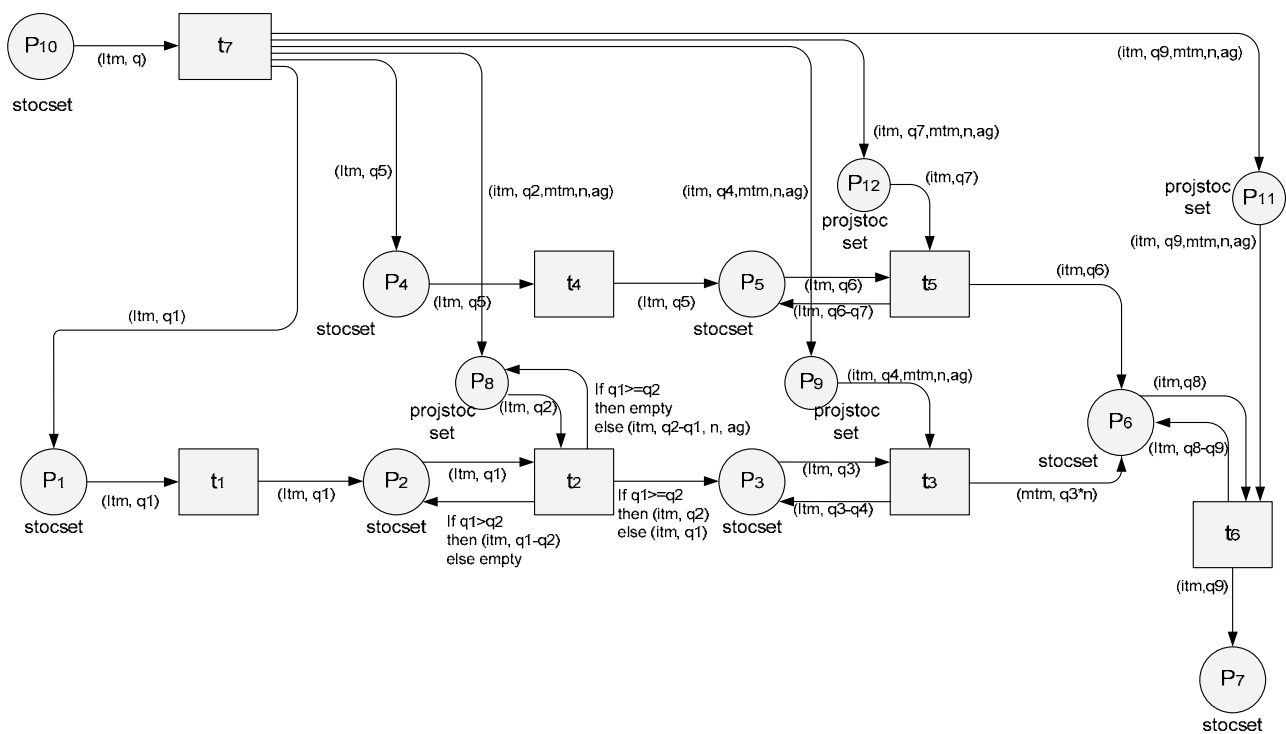 P10
t7
(Itm, q)
stocset
(itm, q9,mtm,n,ag)
(itm, q7,mtm,n,ag)
(Itm, q5)
(itm, q2,mtm,n,ag)
(itm, q4,mtm,n,ag)
P12
(itm,q7)
projstoc
set
projstoc
set
P11
(itm, q9,mtm,n,ag)
P4
(Itm, q5)
stocset
t4
(Itm, q5)
P5
stocset
(Itm, q6)
(Itm, q6-q7)
t5
(itm,q6)
(Itm, q1)
P8
projstoc
set
(Itm, q2)
If q1>=q2
then empty
else (itm, q2-q1, n, ag)
P9
(itm, q4,mtm,n,ag)
projstoc
set
(itm,q8)
P6
stocset
(Itm, q8-q9)
P1
stocset
(Itm, q1)
t1
(Itm, q1)
P2
stocset
(Itm, q1)
If q1>q2
then (itm, q1-q2)
else empty
t2
If q1>=q2
then (itm, q2)
else (itm, q1)
P3
stocset
(Itm, q3)
(Itm, q3-q4)
t3
(mtm, q3*n)
t6
(itm,q9)
P7
stocset